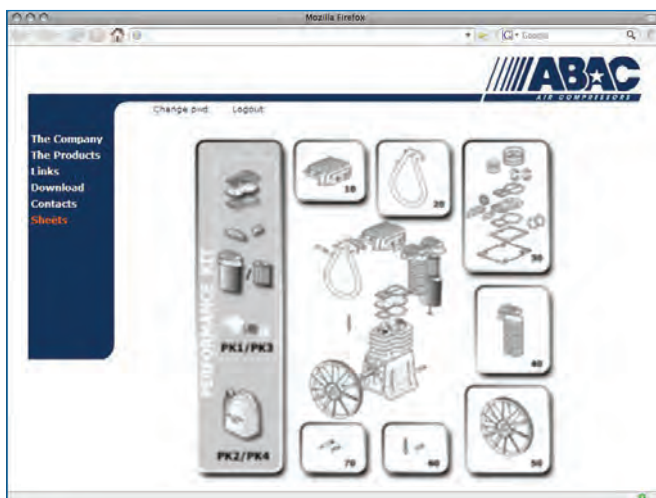 Mozilla Firefox
Google
ABAC
AIR COMPRESSORS
Change pwd Logout
The Company
The Products
Links
Download
Contacts
Sheets
PERFORMANCE KIT
PK1/PK3
PK2/PK4
10
20
30
40
50
60
70